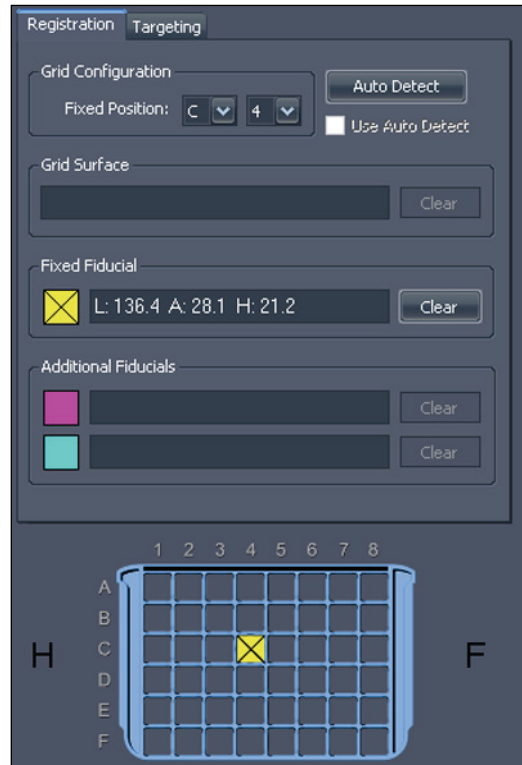 Registration Targeting
Grid Configuration
Fixed Position: C 4
Auto Detect
Use Auto Detect
Grid Surface
Clear
Fixed Fiducial
L: 136.4 A: 28.1 H: 21.2 Clear
Additional Fiducials
Clear
Clear
1 2 3 4 5 6 7 8
A
B
H C F
D
E
F